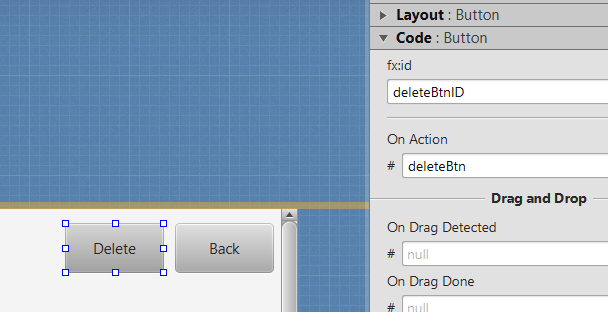 Layout : Button
Code : Button
fx:id
deleteBtnID
On Action
# deleteBtn
Drag and Drop
On Drag Detected
# null
On Drag Done
# null
Delete Back